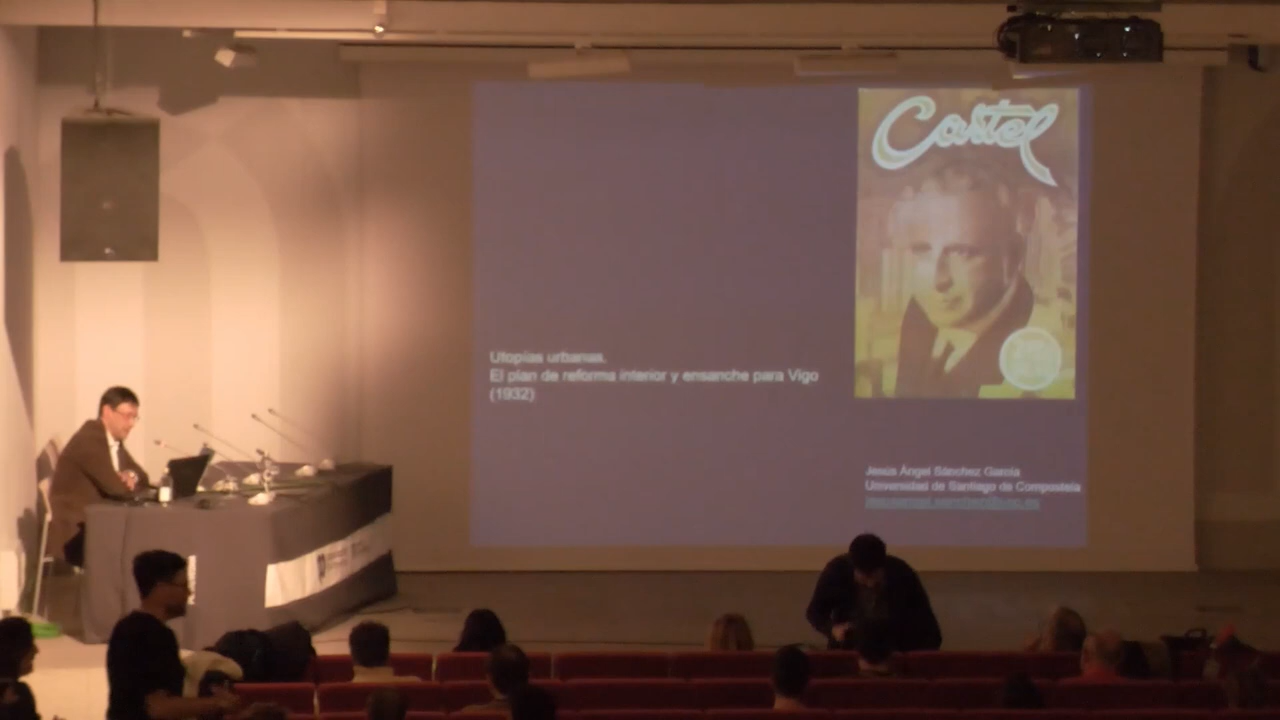 Cartel
Utopías urbanas.
El plan de reforma interior y ensanche para Vigo
(1932)
Jesús Ángel Sánchez García
Universidad de Santiago de Compostela